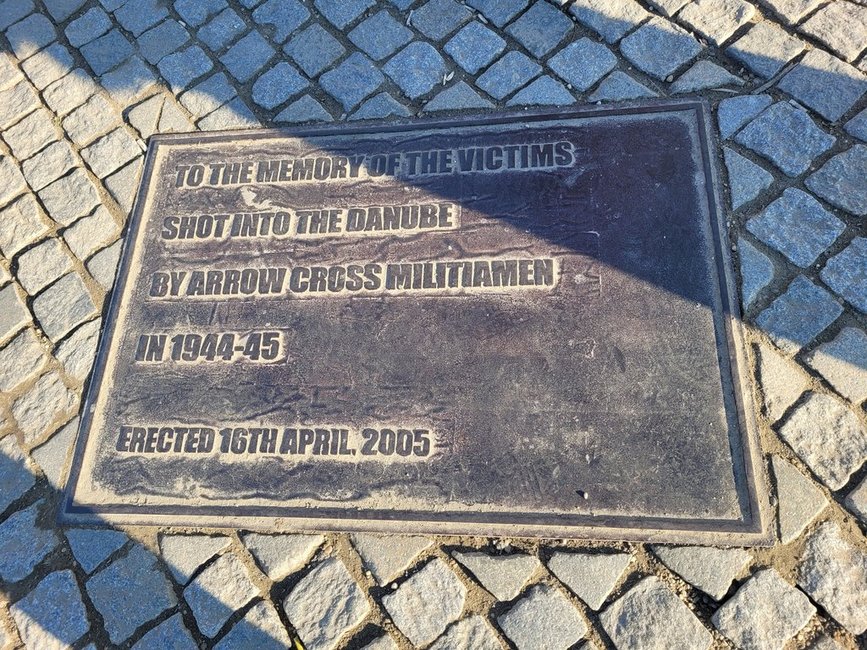 TO THE MEMORY OF THE VICTIMS
SHOT INTO THE DANUBE
BY ARROW CROSS MILITIAMEN
IN 1944-45
ERECTED 16TH APRIL, 2005